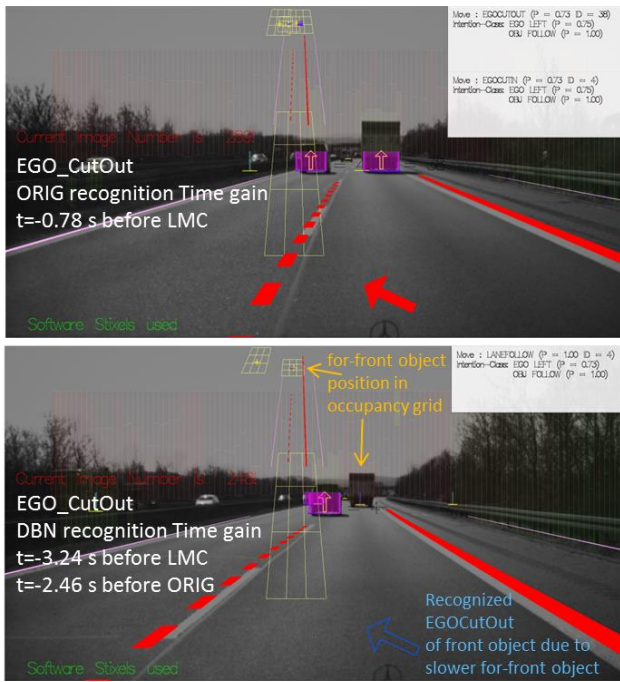 Move : EGOCUTOUT (P = 0.73 ID = 38)
Intention-Class: EGO LEFT (P = 0.75)
OBJ FOLLOW (P = 1.00)
Move : EGOCUTIN (P = 0.73 ID = 4)
Intention-Class: EGO LEFT (P = 0.75)
OBJ FOLLOW (P = 1.00)
Current Image Number is
EGO_CutOut
ORIG recognition Time gain
t=-0.78 s before LMC
Software Stixels used
Move : LANEFOLLOW (P = 1.00 ID = 4)
Intention-Class: EGO LEFT (P = 0.73)
OBJ FOLLOW (P = 1.00)
for-front object
position in
occupancy grid
Current Image Number is
EGO_CutOut
DBN recognition Time gain
t=-3.24 s before LMC
t=-2.46 s before ORIG
Recognized
EGOCutOut
of front object due to
slower for-front object
Software Stixels used